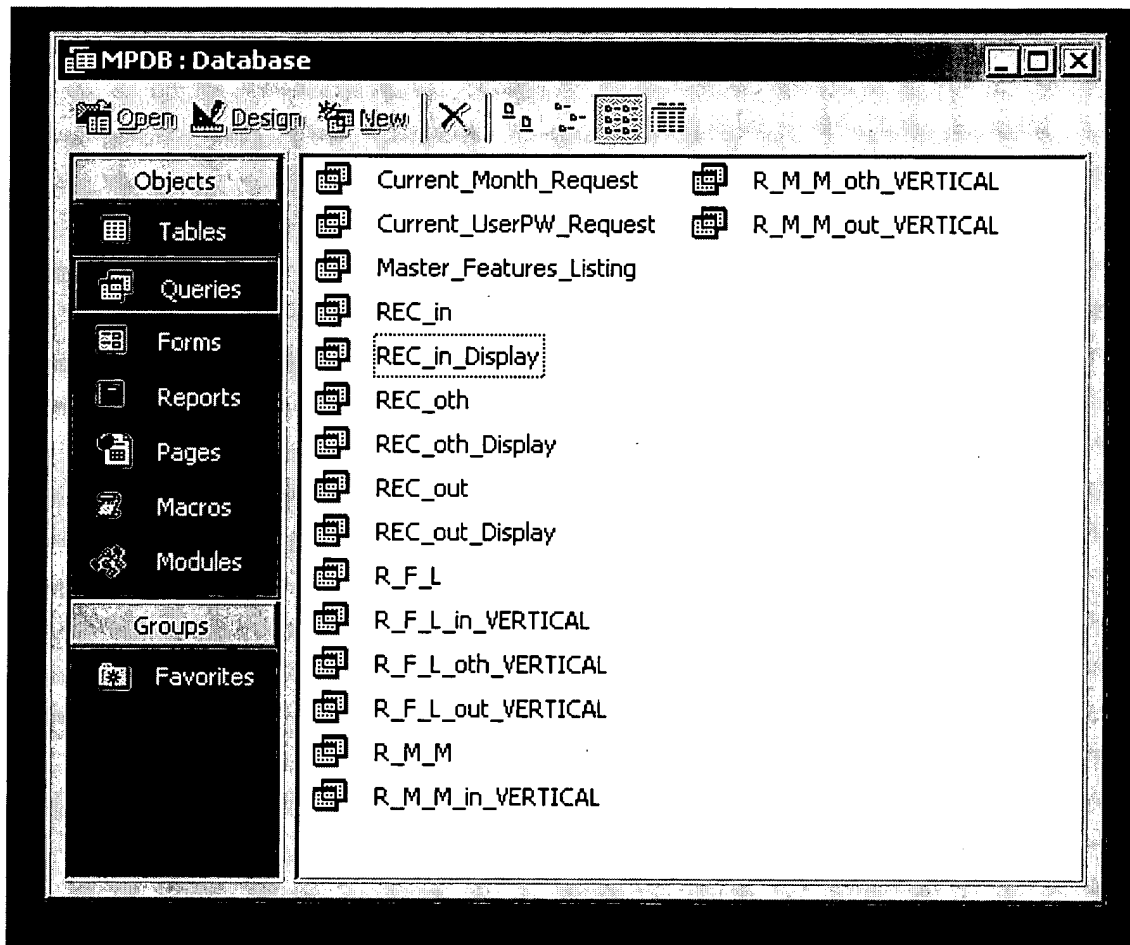 MPDB : Database
Open Design New
Objects
Tables
Queries
Forms
Reports
Pages
Macros
Modules
Groups
Favorites
Current_Month_Request
Current_UserPW_Request
Master_Features_Listing
REC_in
REC_in_Display
REC_oth
REC_oth_Display
REC_out
REC_out_Display
R_F_L
R_F_L_in_VERTICAL
R_F_L_oth_VERTICAL
R_F_L_out_VERTICAL
R_M_M
R_M_M_in_VERTICAL
R_M_M_oth_VERTICAL
R_M_M_out_VERTICAL